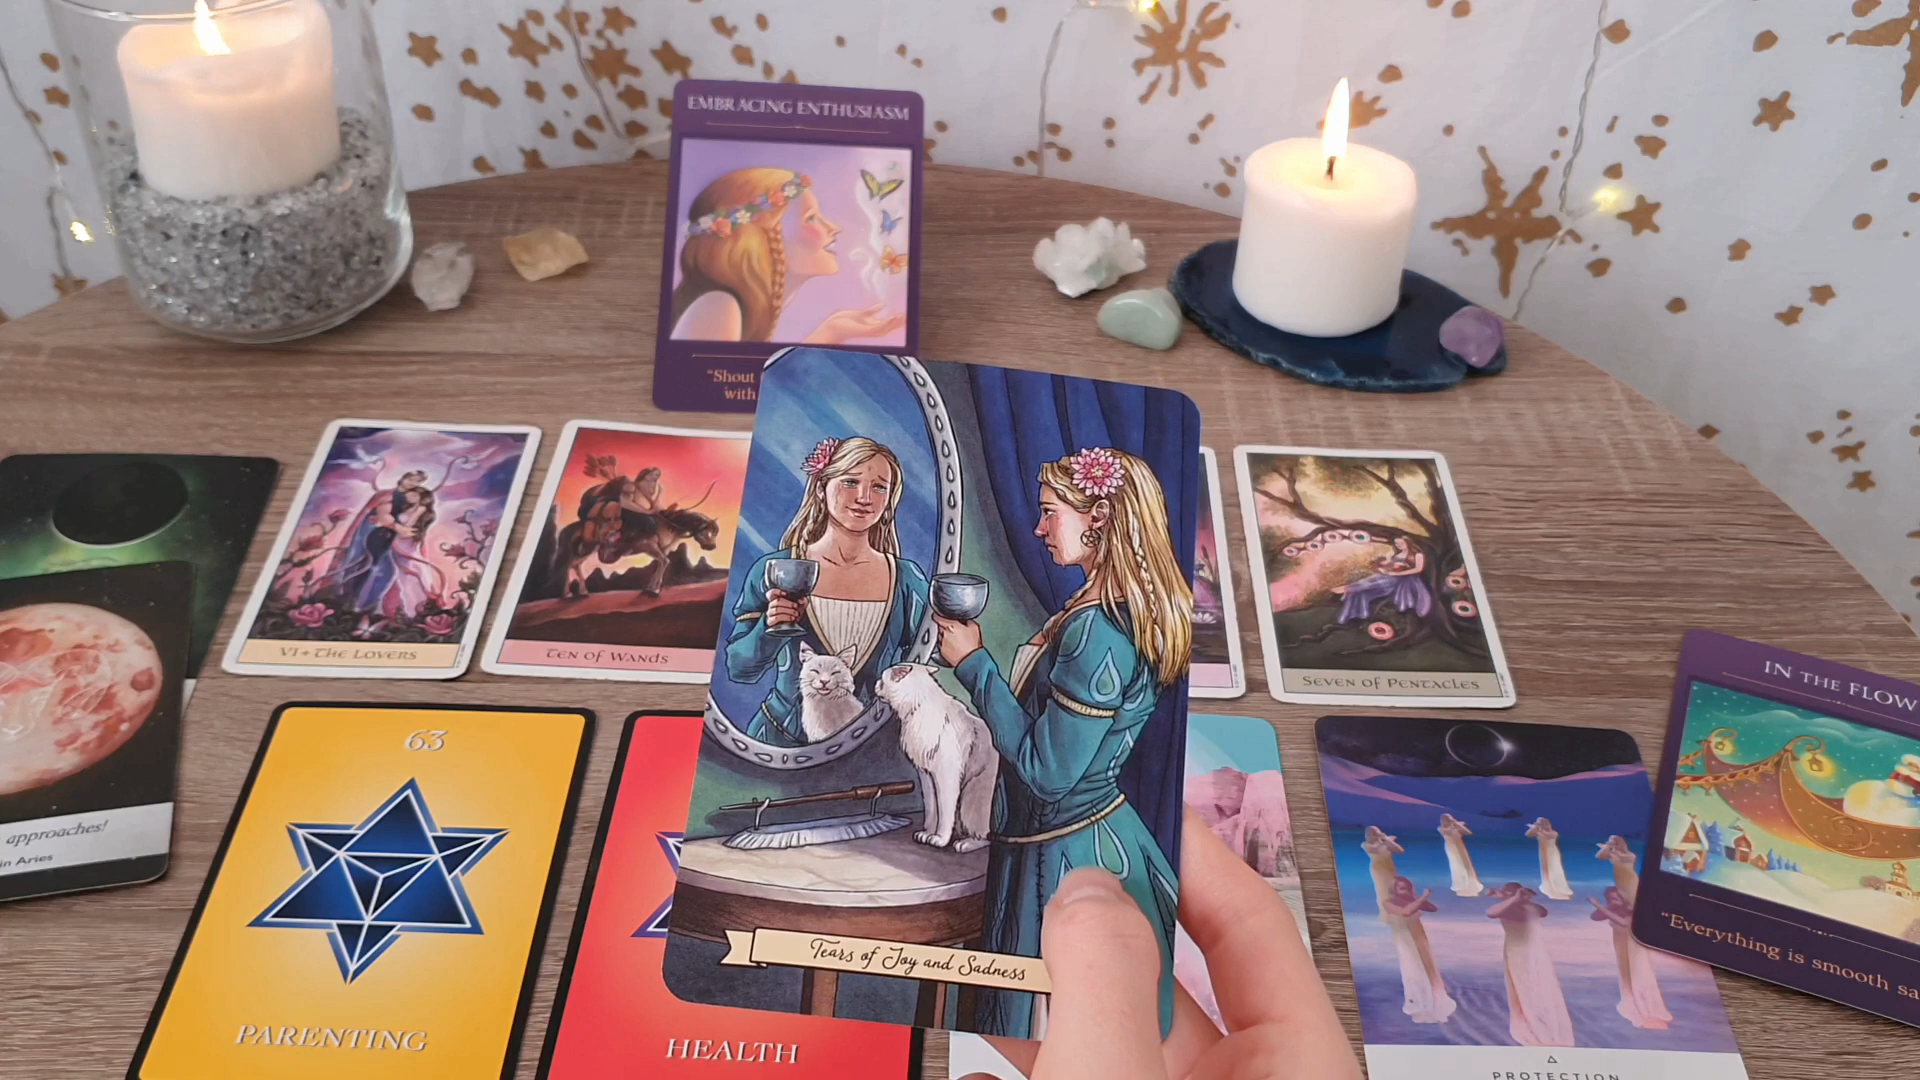 EMBRACING ENTHUSIASM
"Shout
with
VI ♦ THE LOVERS
TEN OF WANDS
SEVEN OF PENTACLES
IN THE FLOW
"Everything is smooth sa
approaches!
in Aries
63
PARENTING
HEALTH
Tears of Joy and Sadness
PROTECTION